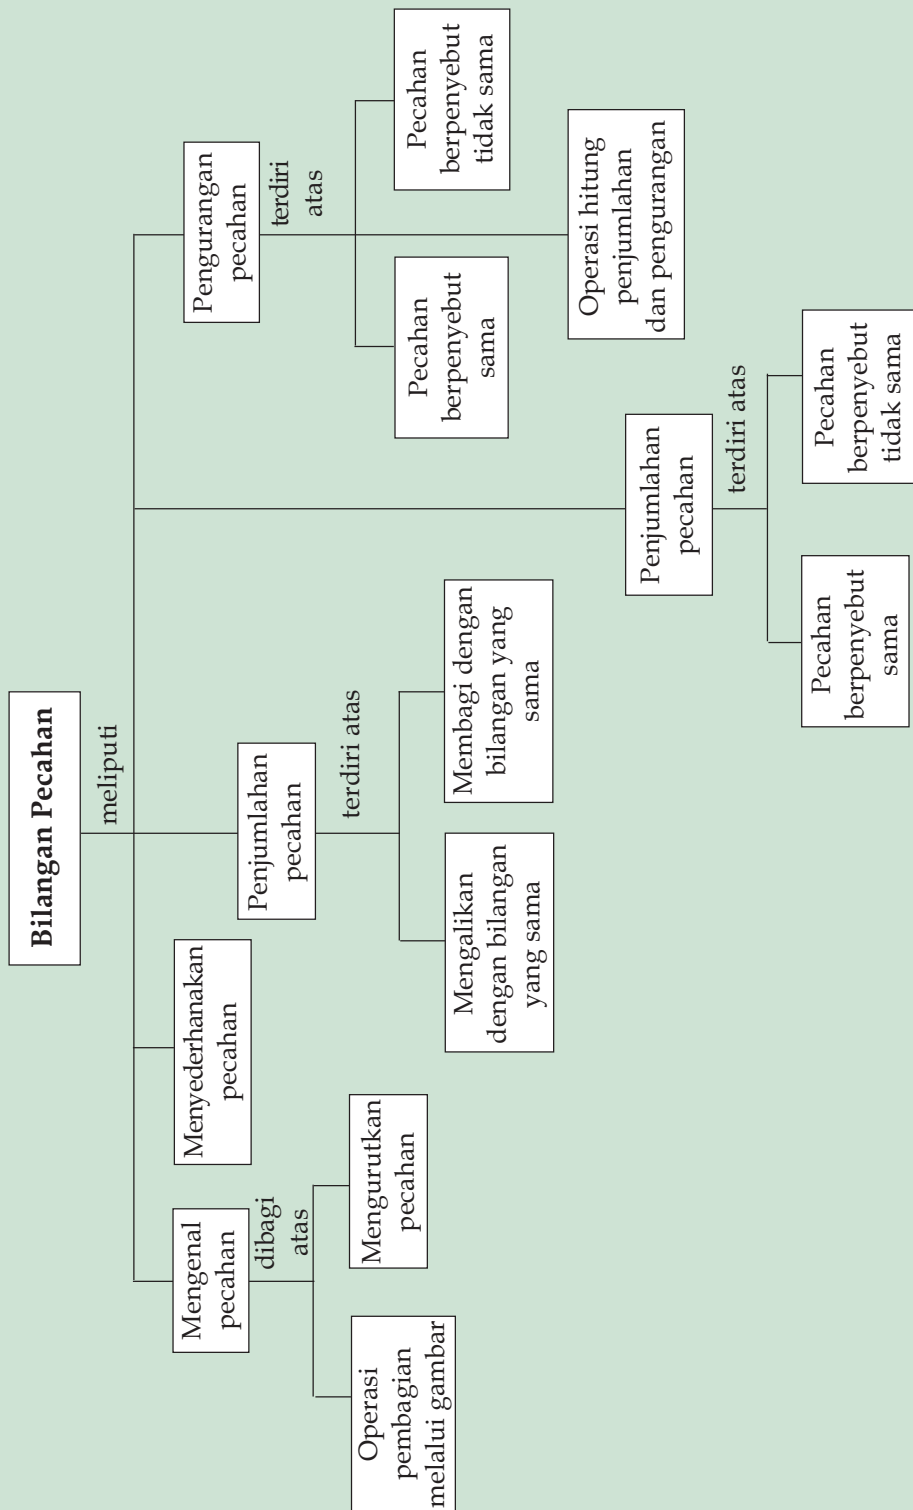 Bilangan Pecahan
meliputi
Mengenal
pecahan
dibagi
atas
Operasi
pembagian
melalui gambar
Mengurutkan
pecahan
Menyederhanakan
pecahan
Penjumlahan
pecahan
terdiri atas
Mengalikan
dengan bilangan
yang sama
Membagi dengan
bilangan yang
sama
Penjumlahan
pecahan
terdiri atas
Pecahan
berpenyebut
sama
Pecahan
berpenyebut
tidak sama
Pengurangan
pecahan
terdiri
atas
Pecahan
berpenyebut
sama
Pecahan
berpenyebut
tidak sama
Operasi hitung
penjumlahan
dan pengurangan